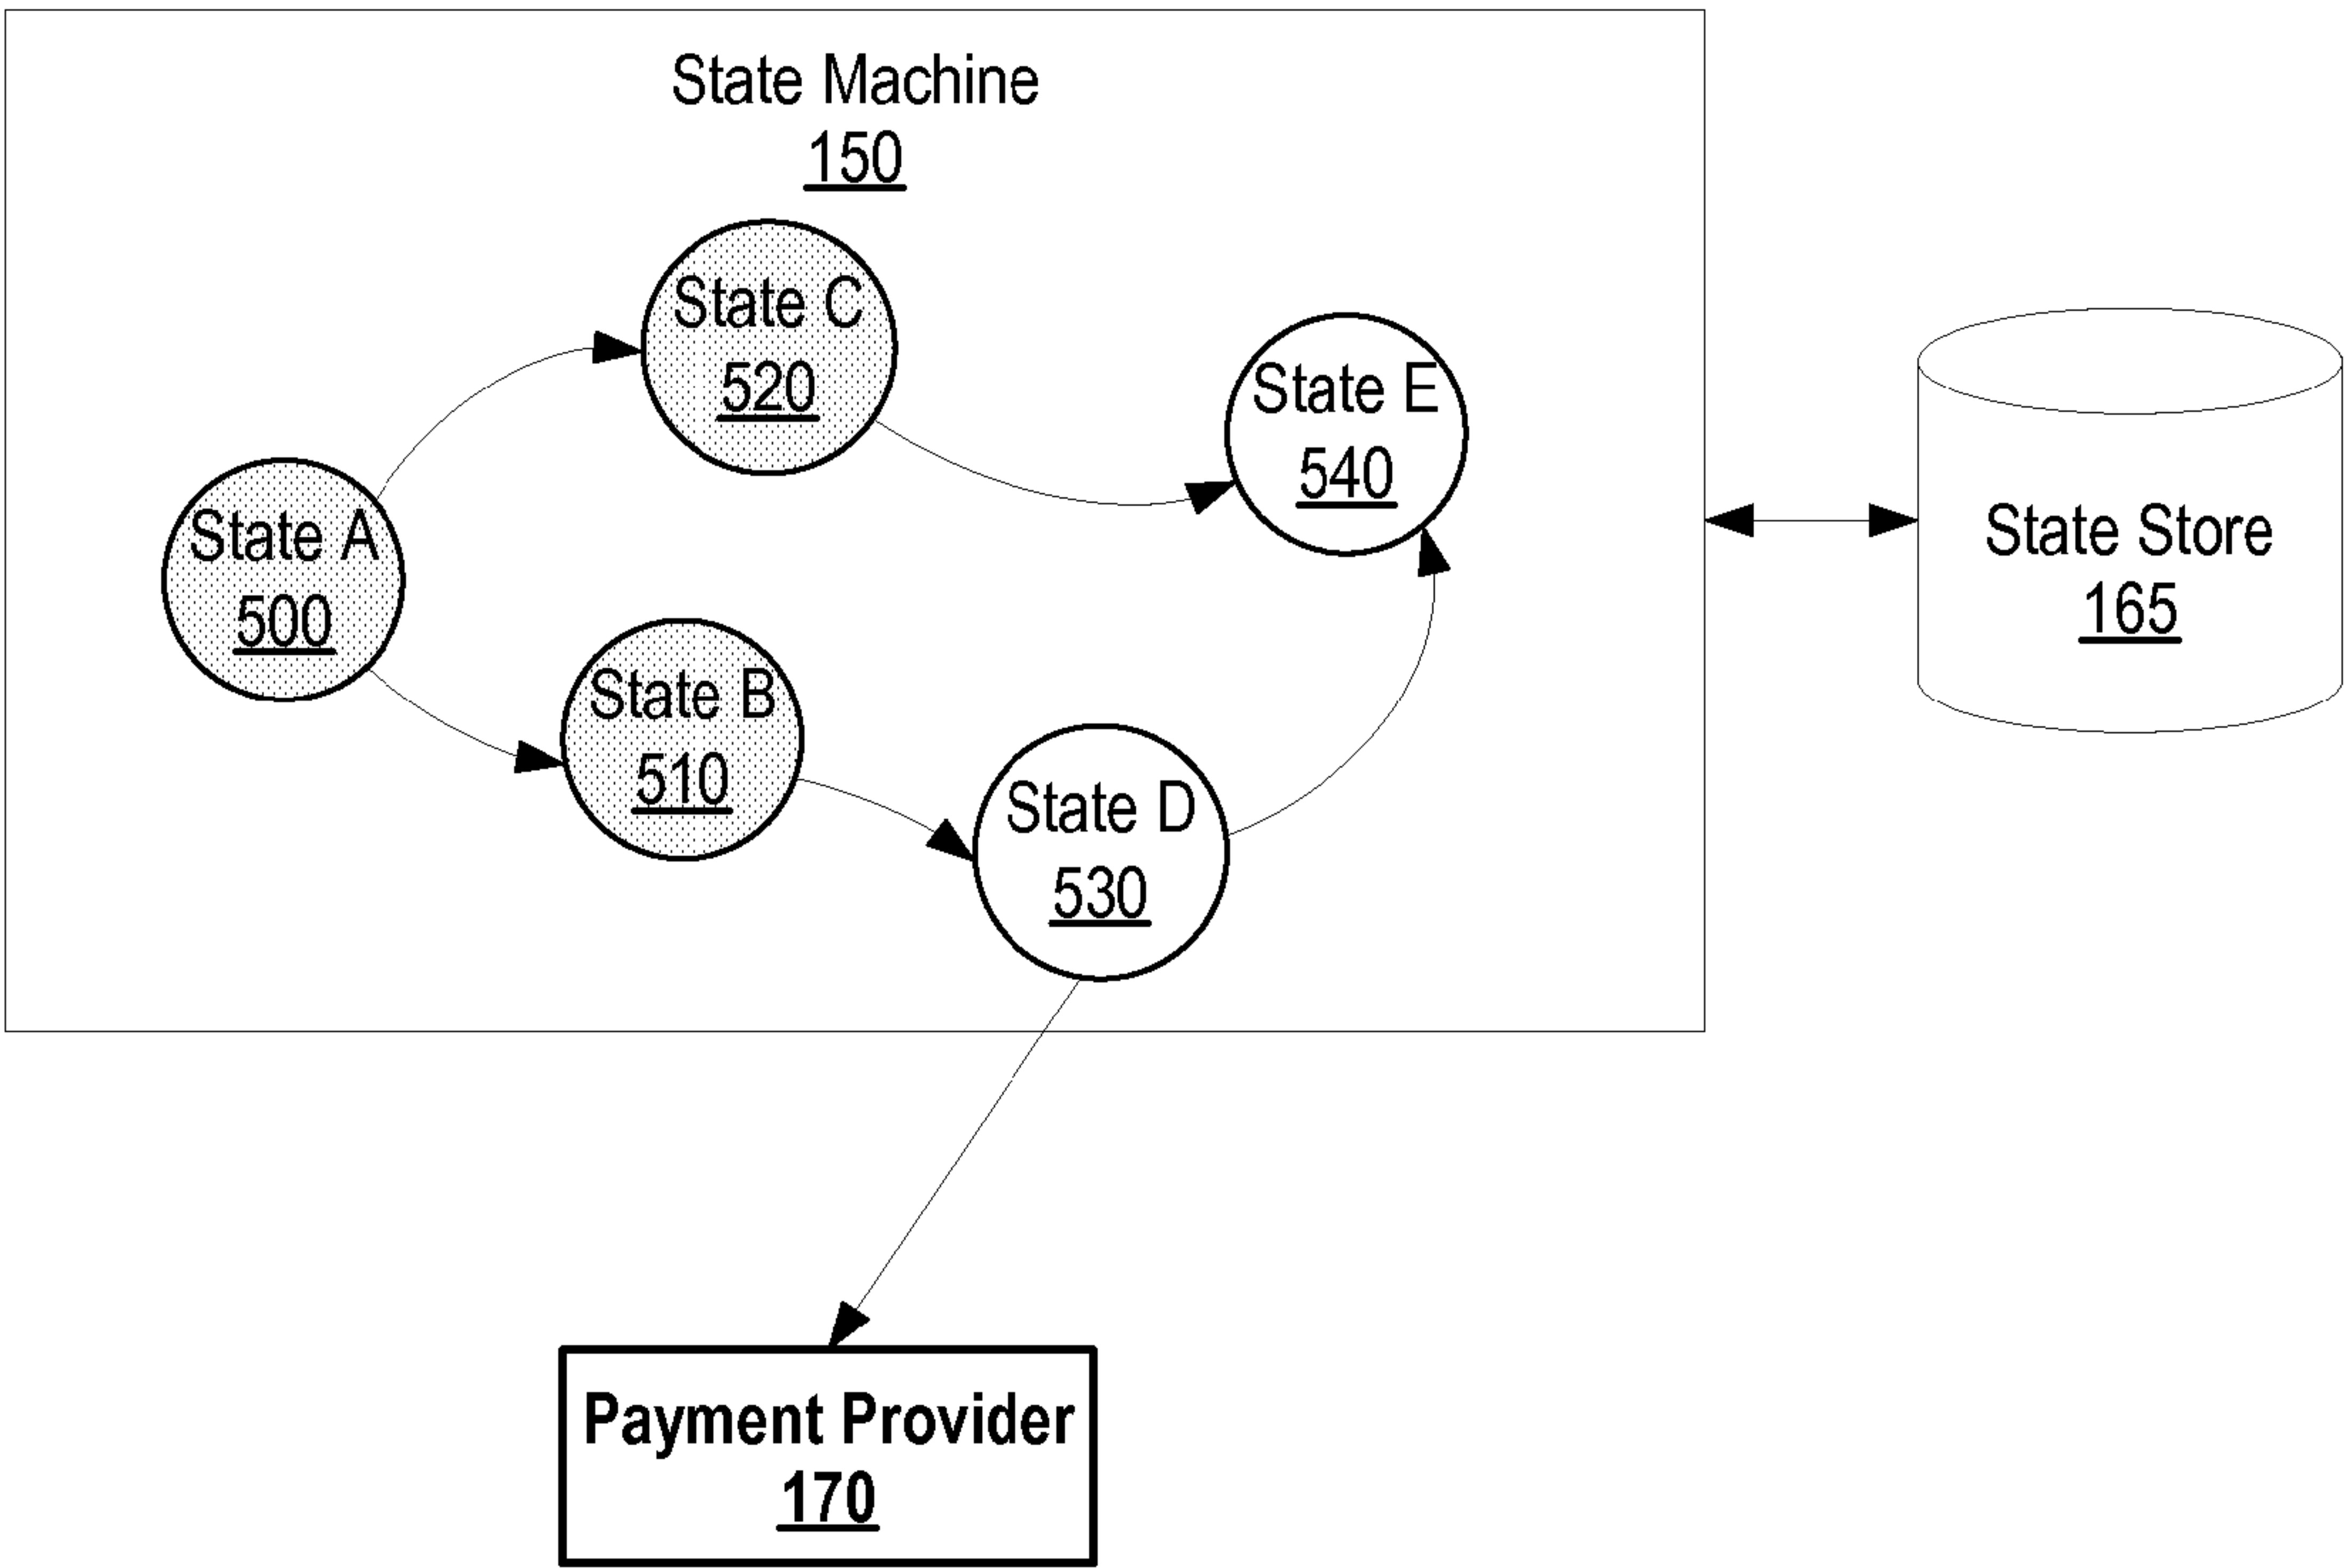 State Machine
150
State C
520
State E
540
State A
500
State Store
165
State B
510
State D
530
Payment Provider
170